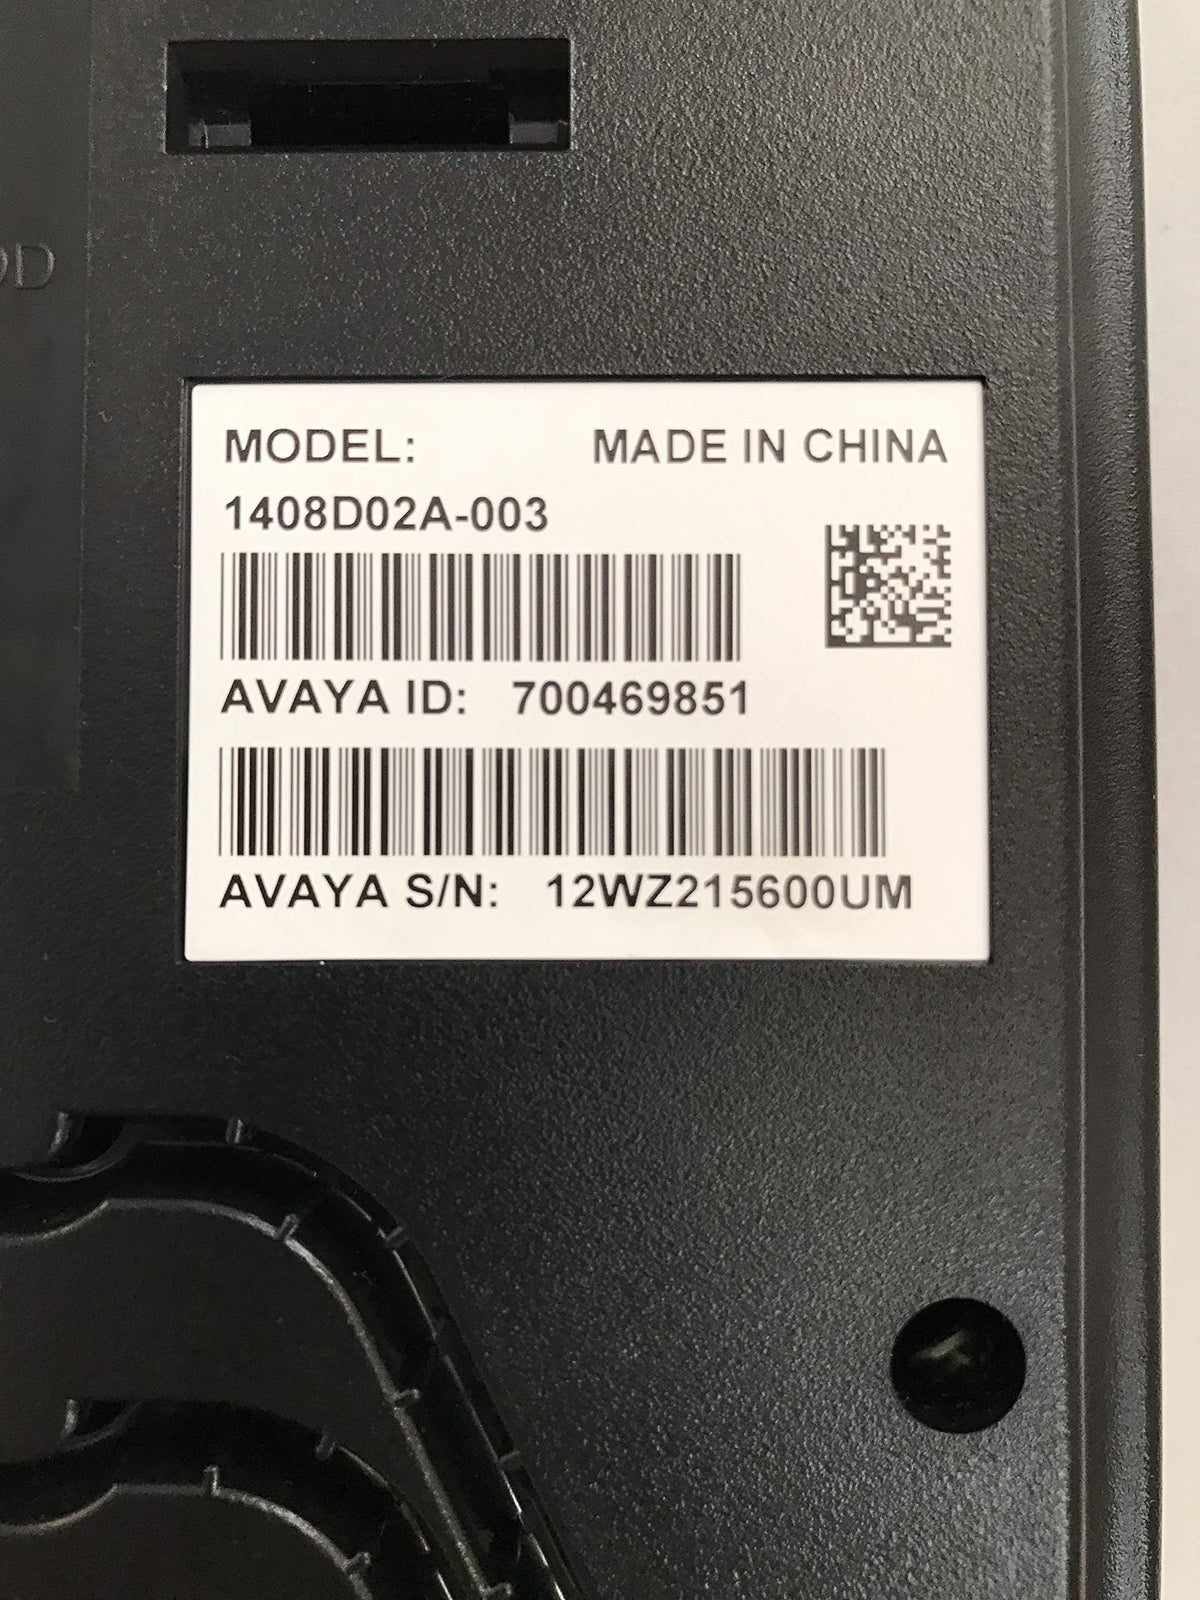 MODEL: MADE IN CHINA
1408D02A-003
AVAYA ID: 700469851
AVAYA S/N: 12WZ215600UM